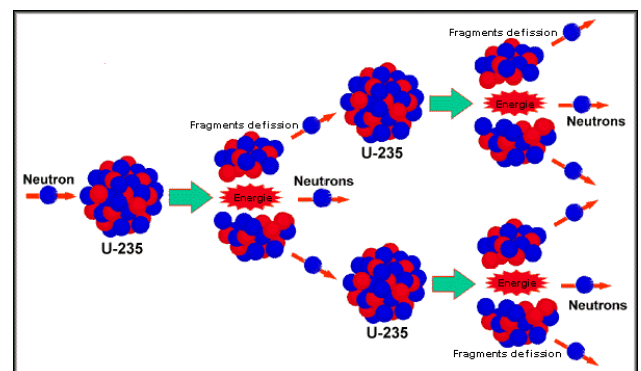 Fragments defission
Energie
Neutrons
U-235
Fragments defission
Neutron
Energie
Neutrons
U-235
Energie
Neutrons
U-235
Fragments defission